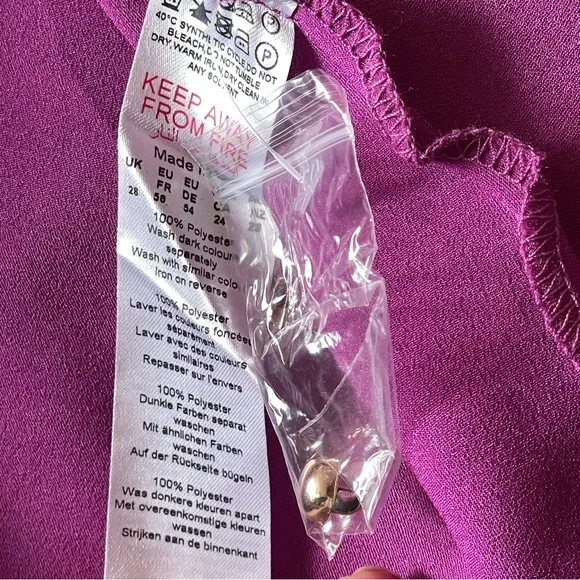 40°C SYNTHETIC CYCLE DO NOT
BLEACH DO NOT TUMBLE
DRY, WARM IRON, DRY CLEAN
ANY SOLVENT
KEEP AWAY
FROM FIRE
Made
UK EU EU
FR DE
28 56 54 24
100% Polyester
Wash dark colour
separately
Wash with similar colo
Iron on reverse
100% Polyester
Laver les couleurs foncées
séparément
Laver avec des couleurs
similaires
Repasser sur l'envers
100% Polyester
Dunkle Farben separat
waschen
Mit ähnlichen Farben
waschen
Auf der Rückseite bügeln
100% Polyester
Was donkere kleuren apart
Met overeenkomstige kleuren
wassen
Strijken aan de binnenkant